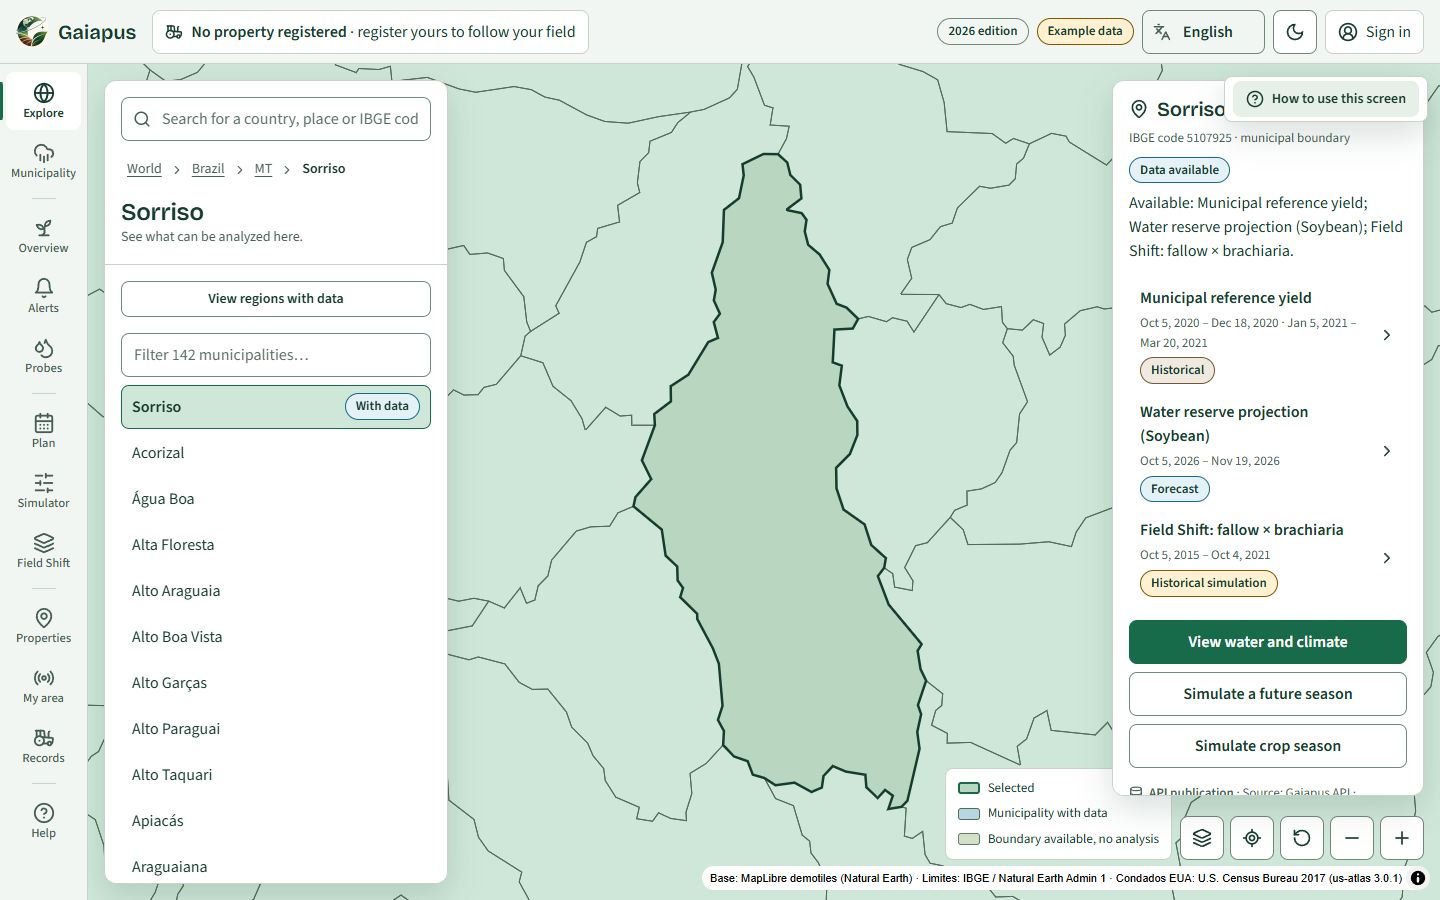 Gaiapus
No property registered · register yours to follow your field
2026 edition
Example data
English
Sign in
Explore
Municipality
Overview
Alerts
Probes
Plan
Simulator
Field Shift
Properties
My area
Records
Help
Search for a country, place or IBGE cod
World > Brazil > MT > Sorriso
Sorriso
See what can be analyzed here.
View regions with data
Filter 142 municipalities…
Sorriso
With data
Acorizal
Água Boa
Alta Floresta
Alto Araguaia
Alto Boa Vista
Alto Garças
Alto Paraguai
Alto Taquari
Apiacás
Araguaiana
How to use this screen
Sorriso
IBGE code 5107925 · municipal boundary
Data available
Available: Municipal reference yield;
Water reserve projection (Soybean); Field
Shift: fallow × brachiaria.
Municipal reference yield
Oct 5, 2020 – Dec 18, 2020 · Jan 5, 2021 –
Mar 20, 2021
Historical
Water reserve projection
(Soybean)
Oct 5, 2026 – Nov 19, 2026
Forecast
Field Shift: fallow × brachiaria
Oct 5, 2015 – Oct 4, 2021
Historical simulation
View water and climate
Simulate a future season
Simulate crop season
API publication · Source: Gaiapus API ·
Selected
Municipality with data
Boundary available, no analysis
Base: MapLibre demotiles (Natural Earth) · Limites: IBGE / Natural Earth Admin 1 · Condados EUA: U.S. Census Bureau 2017 (us-atlas 3.0.1)